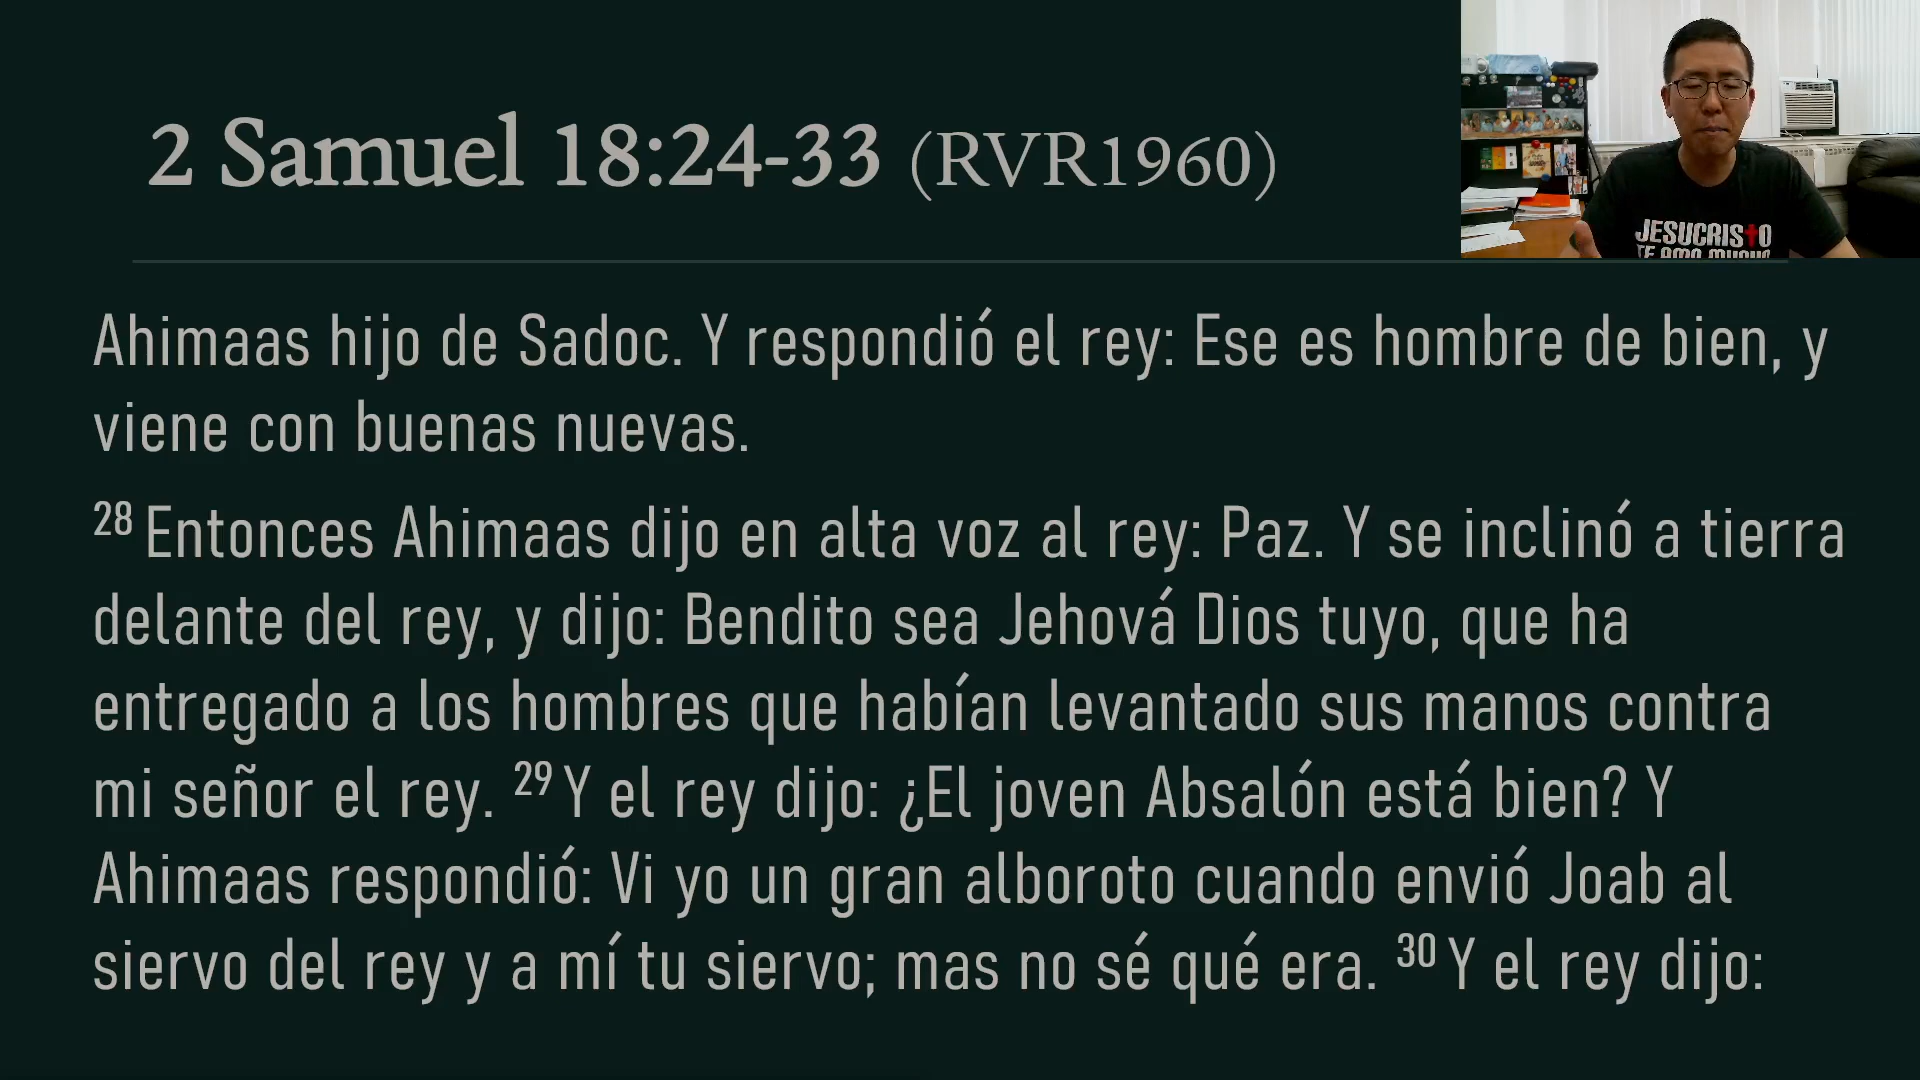 2 Samuel 18:24-33 (RVR1960)
JESUCRISTO
TE AMO MUCHO
Ahimaas hijo de Sadoc. Y respondió el rey: Ese es hombre de bien, y
viene con buenas nuevas.
28 Entonces Ahimaas dijo en alta voz al rey: Paz. Y se inclinó a tierra
delante del rey, y dijo: Bendito sea Jehová Dios tuyo, que ha
entregado a los hombres que habían levantado sus manos contra
mi señor el rey. 29 Y el rey dijo: ¿El joven Absalón está bien? Y
Ahimaas respondió: Vi yo un gran alboroto cuando envió Joab al
siervo del rey y a mí tu siervo; mas no sé qué era. 30 Y el rey dijo: